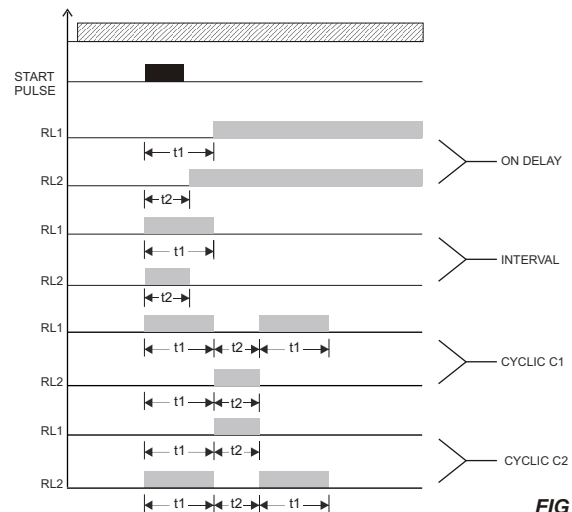 START
PULSE
RL1
t1
ON DELAY
RL2
t2
RL1
t1
INTERVAL
RL2
t2
RL1
t1 t2 t1
CYCLIC C1
RL2
t1 t2
RL1
t1 t2
CYCLIC C2
RL2
t1 t2 t1
FIG